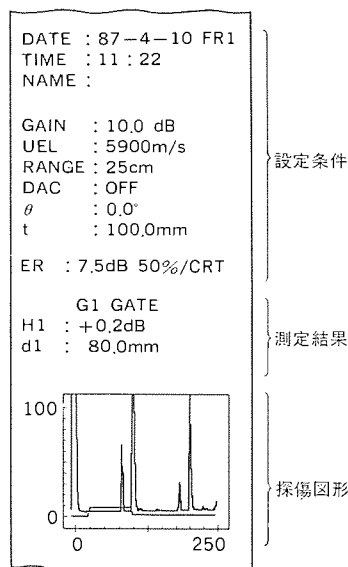 DATE : 87-4-10 FR1
TIME : 11 : 22
NAME :
GAIN : 10.0 dB
UEL : 5900m/s
RANGE : 25cm
DAC : OFF
θ : 0.0°
t : 100.0mm
ER : 7.5dB 50%/CRT
設定条件
G1 GATE
H1 : +0.2dB
d1 : 80.0mm
測定結果
100
0
0 250
探傷図形